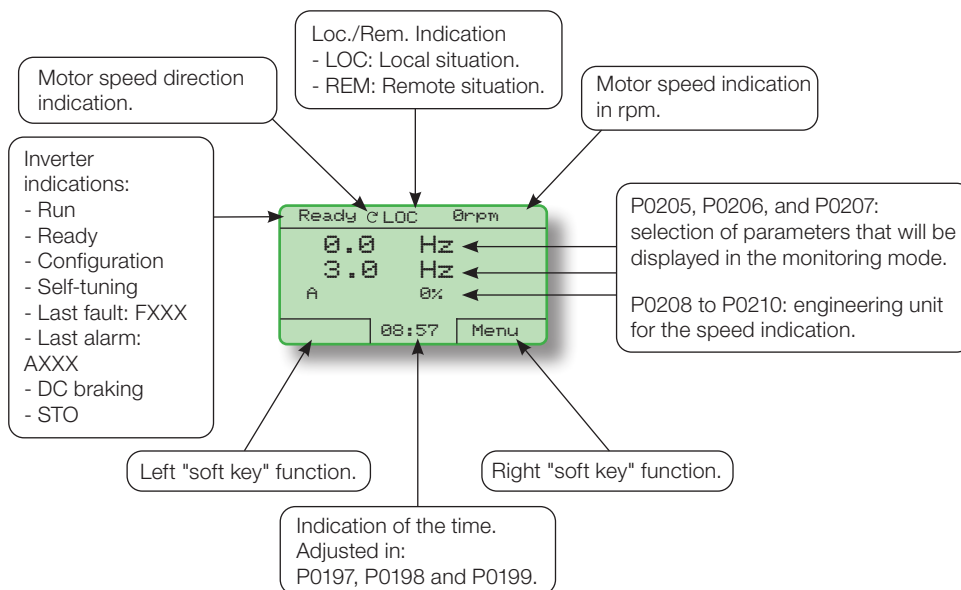 Loc./Rem. Indication
- LOC: Local situation.
- REM: Remote situation.
Motor speed direction
indication.
Motor speed indication
in rpm.
Inverter
indications:
- Run
- Ready
- Configuration
- Self-tuning
- Last fault: FXXX
- Last alarm:
AXXX
- DC braking
- STO
Ready LOC 0rpm
0.0 Hz
3.0 Hz
A 0%
08:57 Menu
P0205, P0206, and P0207:
selection of parameters that will be
displayed in the monitoring mode.
P0208 to P0210: engineering unit
for the speed indication.
Left "soft key" function.
Right "soft key" function.
Indication of the time.
Adjusted in:
P0197, P0198 and P0199.